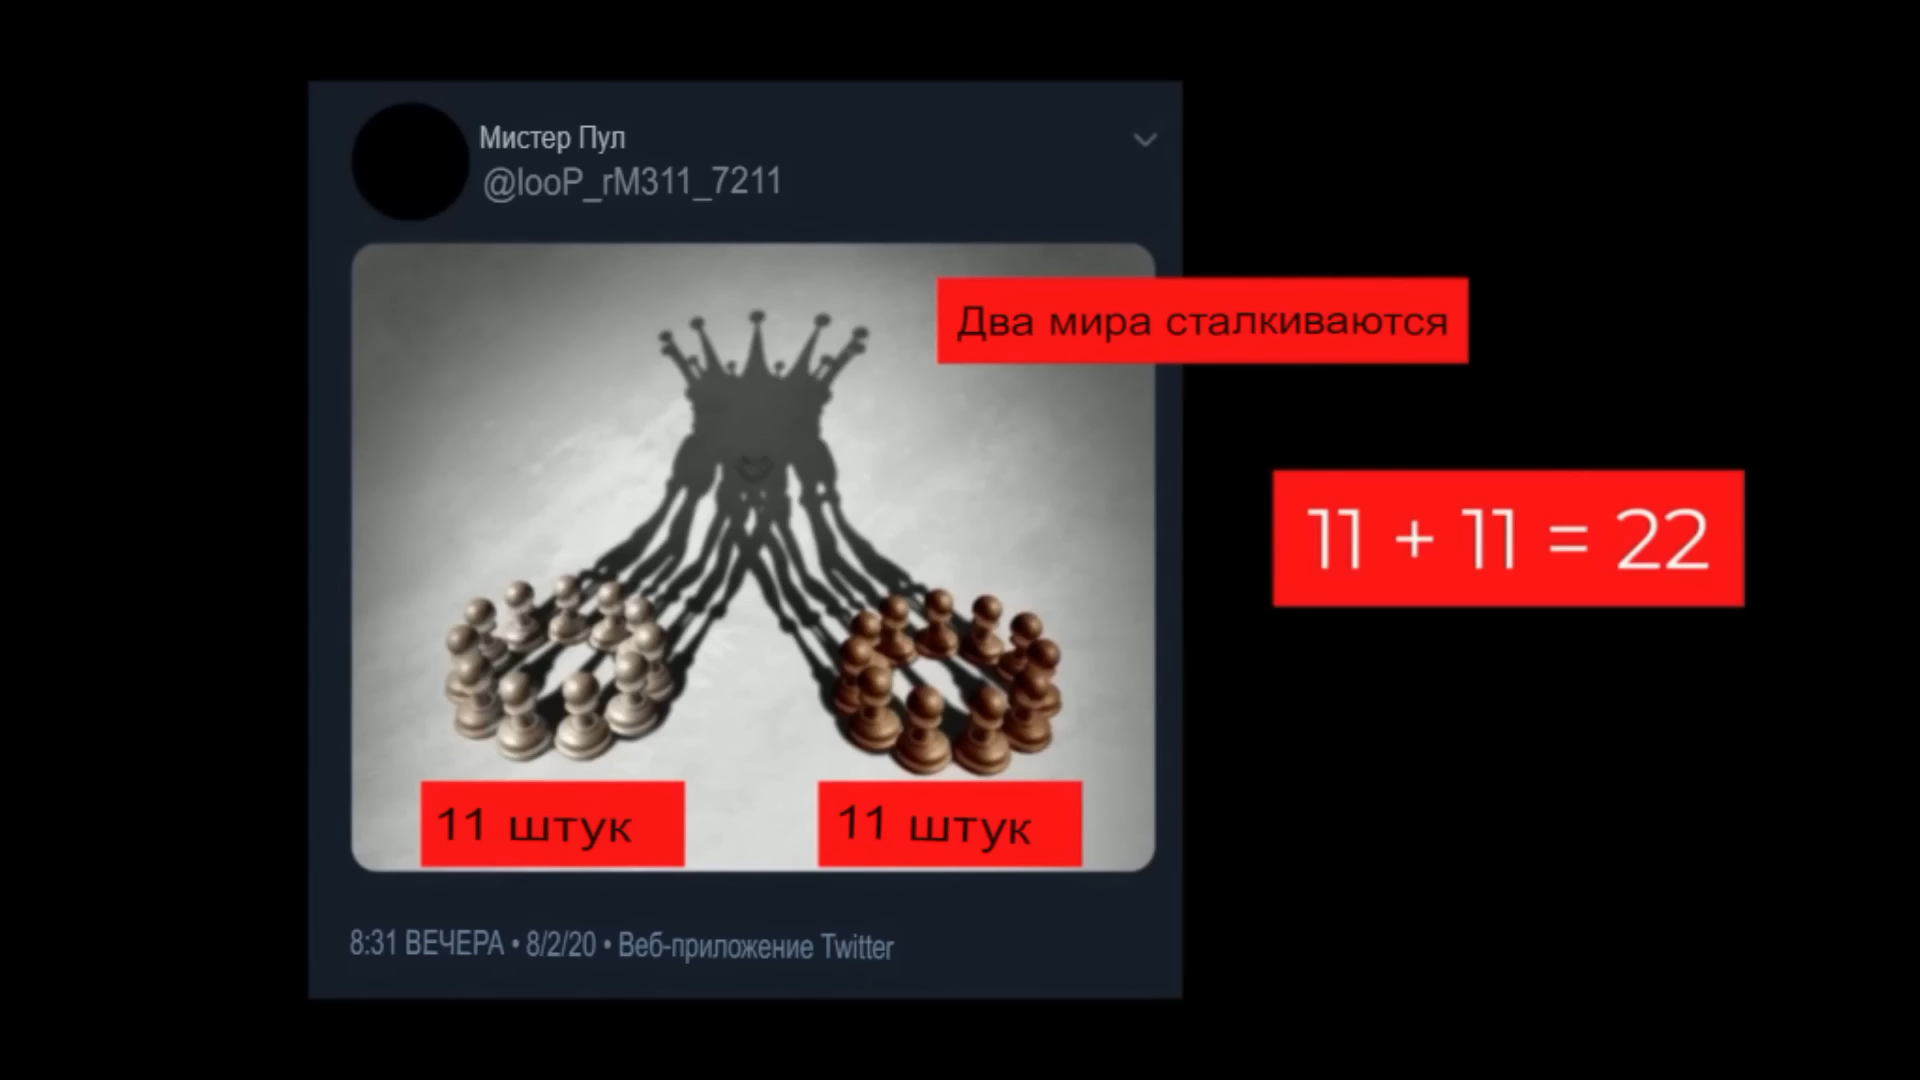 Мистер Пул
@looP_rM311_7211
Два мира сталкиваются
11 + 11 = 22
11 штук
11 штук
8:31 ВЕЧЕРА • 8/2/20 • Веб-приложение Twitter